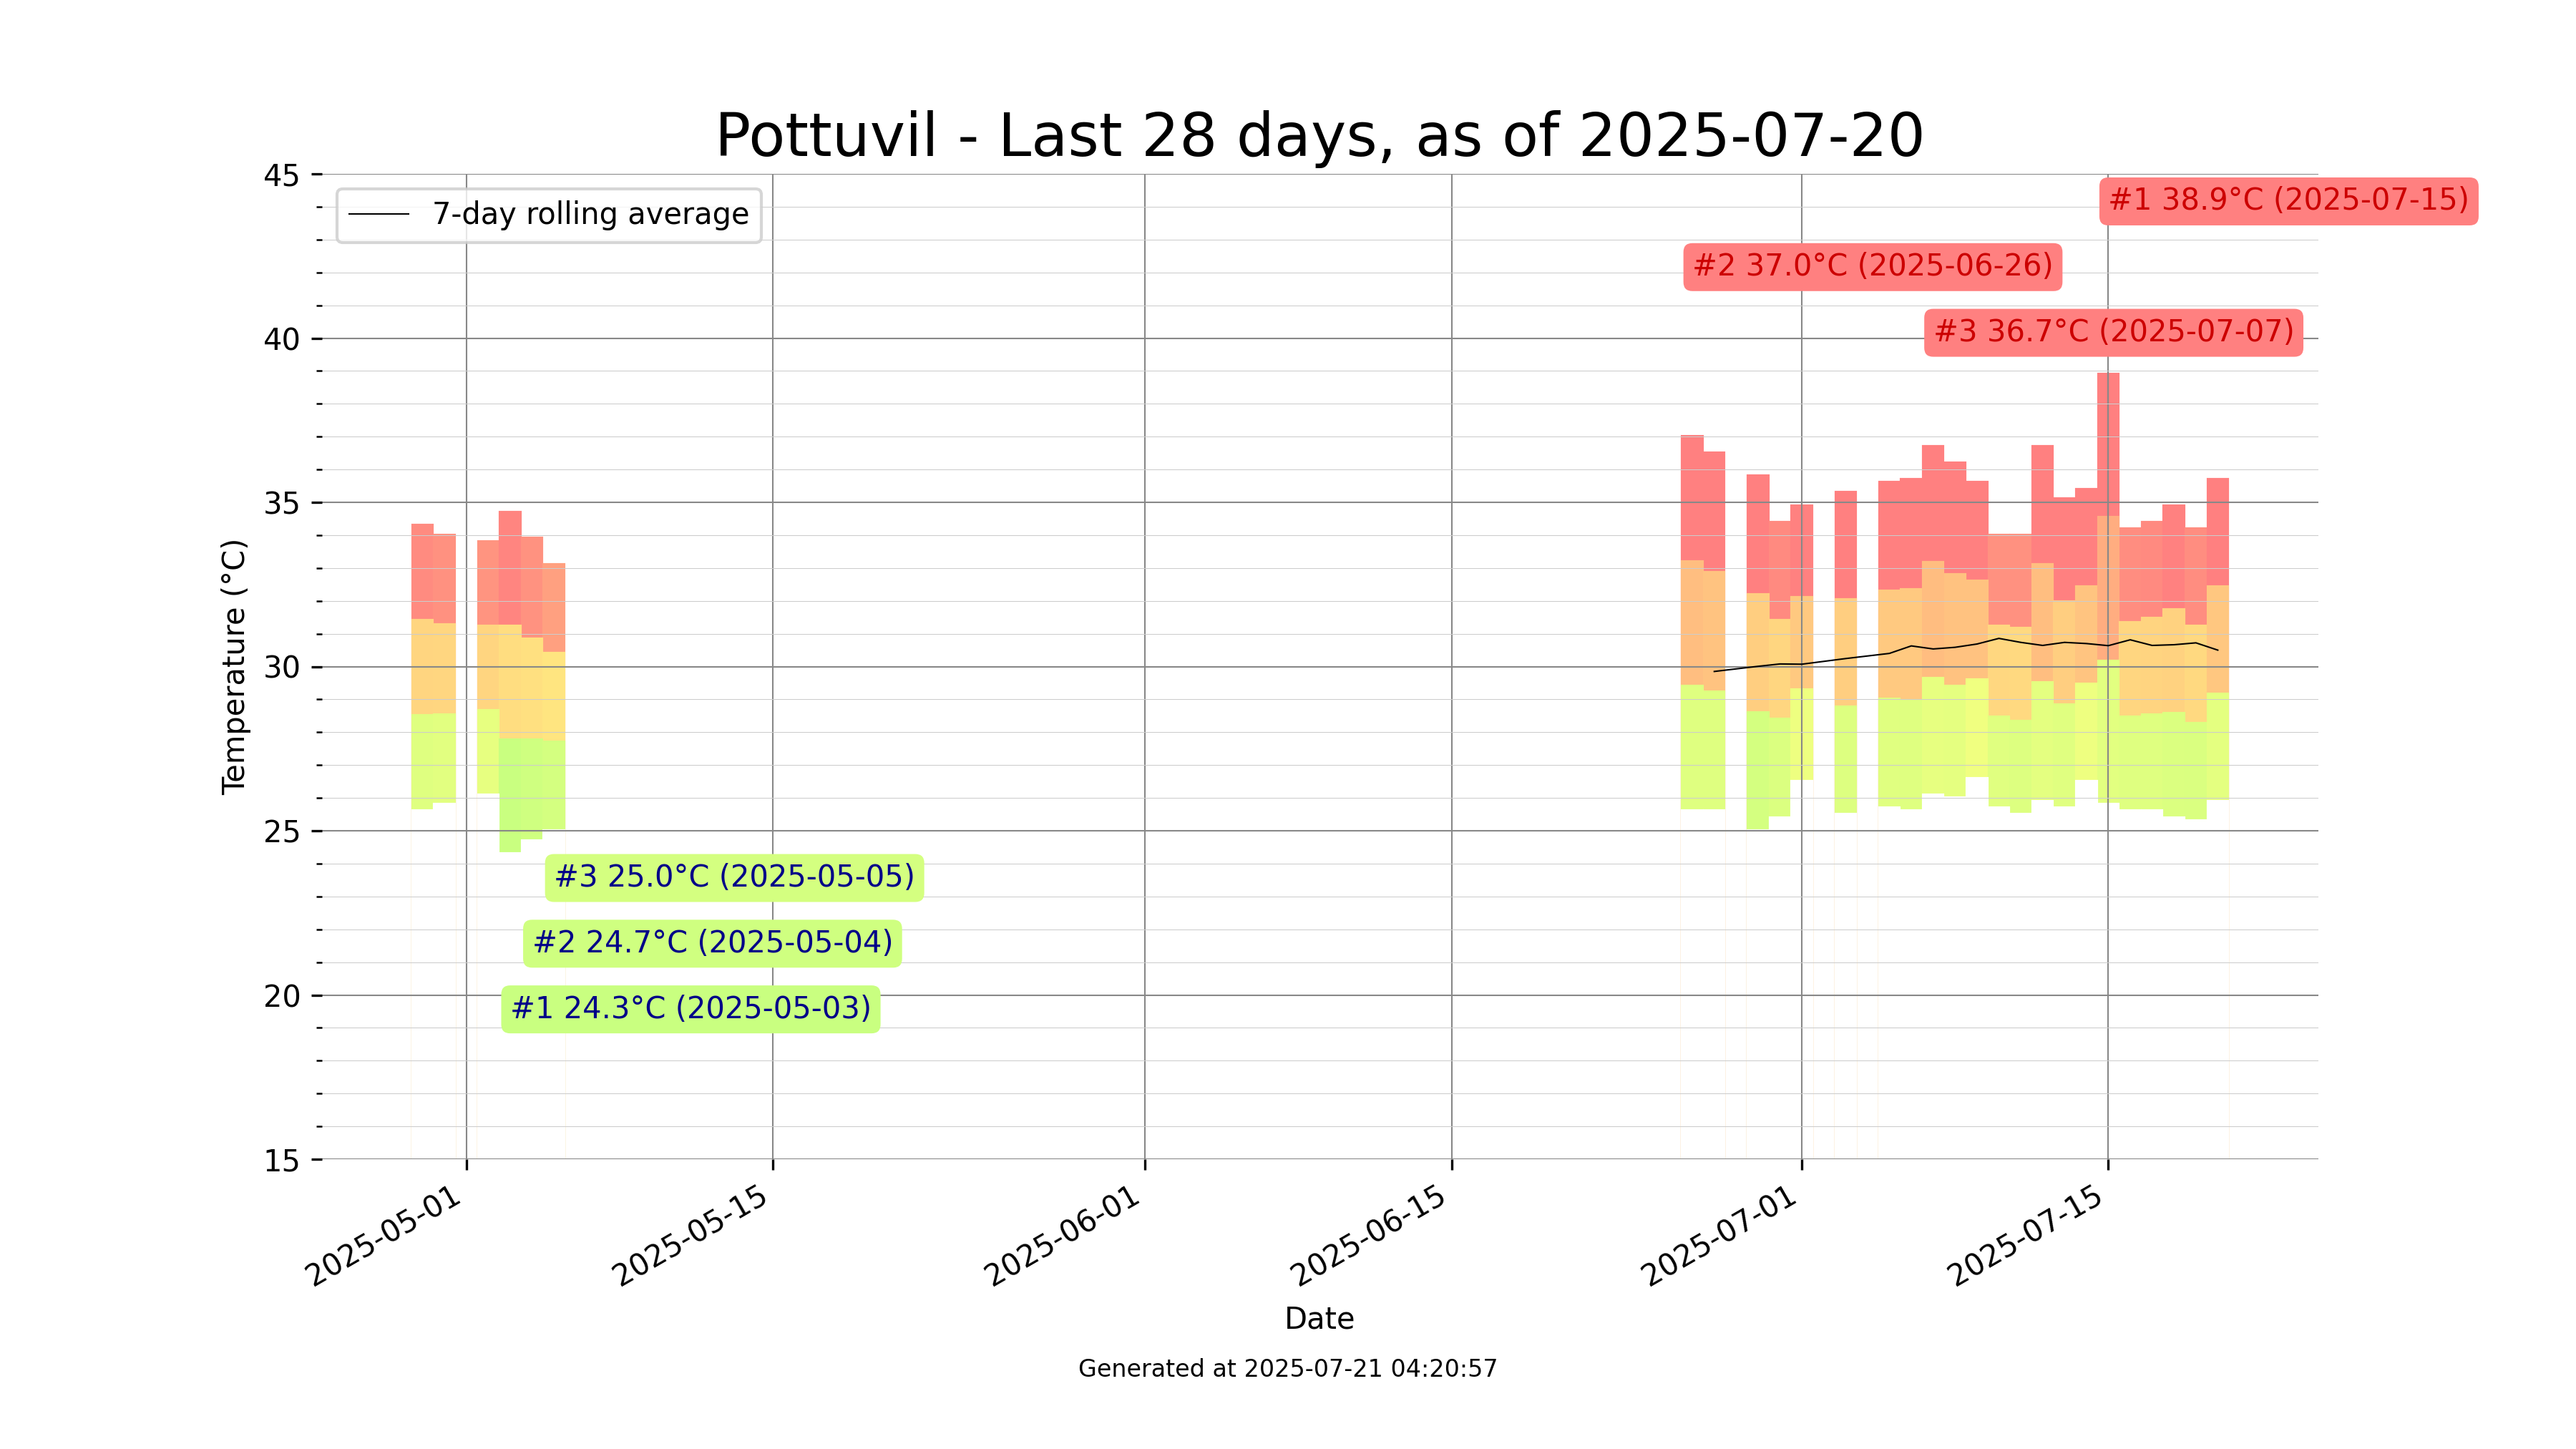 Pottuvil - Last 28 days, as of 2025-07-20
7-day rolling average
#1 38.9°C (2025-07-15)
#2 37.0°C (2025-06-26)
#3 36.7°C (2025-07-07)
#3 25.0°C (2025-05-05)
#2 24.7°C (2025-05-04)
#1 24.3°C (2025-05-03)
Temperature (°C)
45
40
35
30
25
20
15
2025-05-01
2025-05-15
2025-06-01
2025-06-15
2025-07-01
2025-07-15
Date
Generated at 2025-07-21 04:20:57